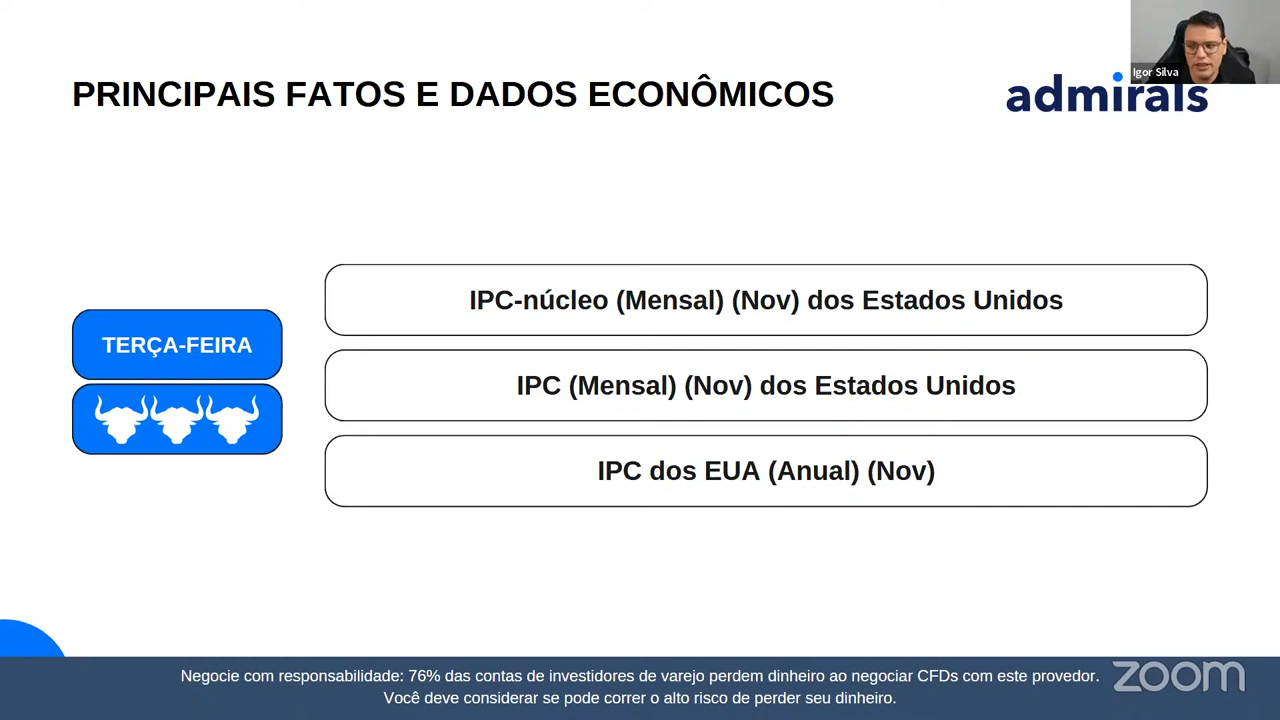 Igor Silva
PRINCIPAIS FATOS E DADOS ECONÔMICOS
admirals
IPC-núcleo (Mensal) (Nov) dos Estados Unidos
TERÇA-FEIRA
IPC (Mensal) (Nov) dos Estados Unidos
IPC dos EUA (Anual) (Nov)
Negocie com responsabilidade: 76% das contas de investidores de varejo perdem dinheiro ao negociar CFDs com este provedor.
Você deve considerar se pode correr o alto risco de perder seu dinheiro.
zoom